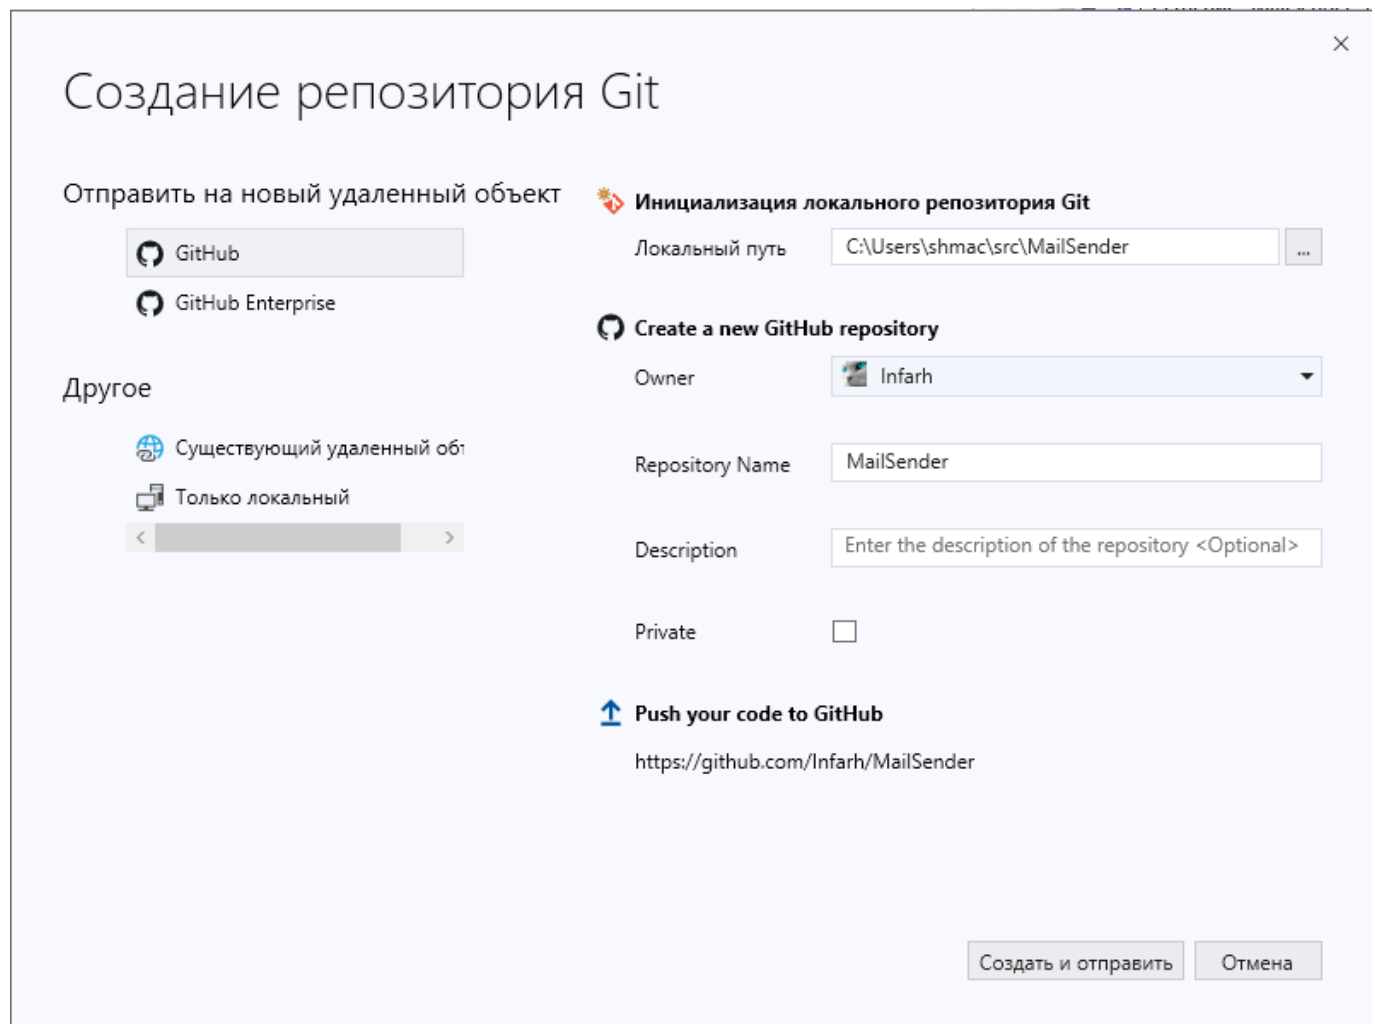 Создание репозитория Git
Отправить на новый удаленный объект
GitHub
GitHub Enterprise
Другое
Существующий удаленный
Только локальный
Инициализация локального репозитория Git
Локальный путь
C:\Users\shmac\src\MailSender
...
Create a new GitHub repository
Owner
Infarh
Repository Name
MailSender
Description
Enter the description of the repository <Optional>
Private
Push your code to GitHub
https://github.com/Infarh/MailSender
Создать и отправить
Отмена